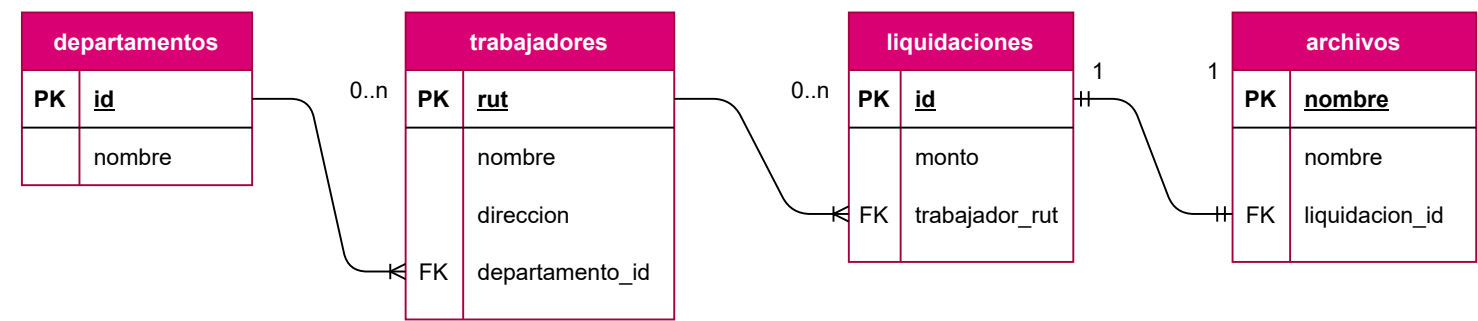 departamentos
PK id
nombre
0..n
trabajadores
PK rut
nombre
direccion
FK departamento_id
0..n
liquidaciones
PK id
monto
FK trabajador_rut
1
1
archivos
PK nombre
nombre
FK liquidacion_id